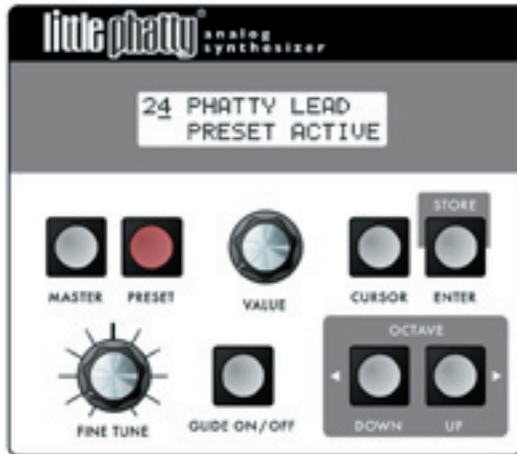 little phatty analog
synthesizer
24 PHATTY LEAD
PRESET ACTIVE
STORE
MASTER PRESET VALUE CURSOR ENTER
OCTAVE
FINE TUNE GLIDE ON/OFF DOWN UP